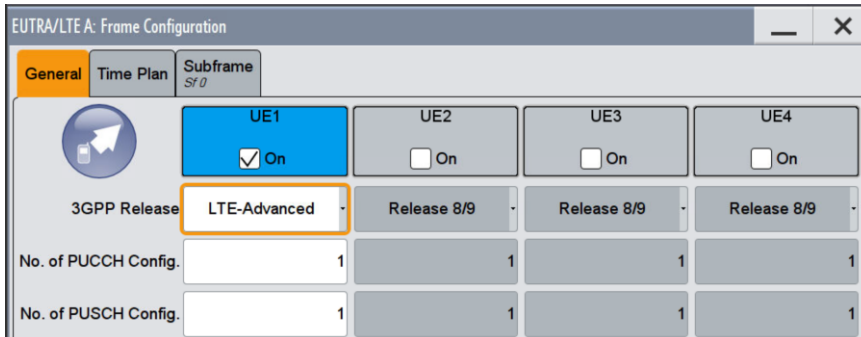 EUTRA/LTE A: Frame Configuration
General Time Plan Subframe
Sf 0
UE1 UE2 UE3 UE4
On On On On
3GPP Release LTE-Advanced Release 8/9 Release 8/9 Release 8/9
No. of PUCCH Config. 1 1 1 1
No. of PUSCH Config. 1 1 1 1